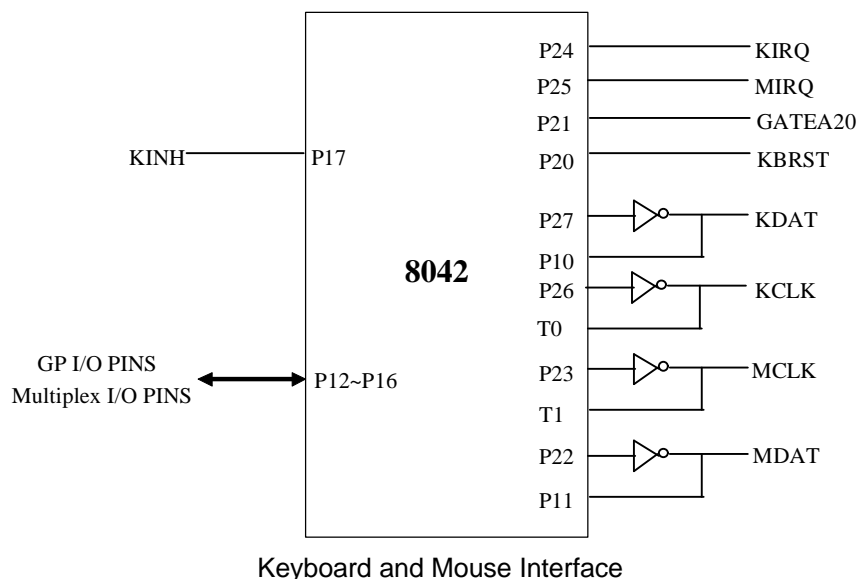 P24 KIRQ
P25 MIRQ
P21 GATEA20
KINH P17 P20 KBRST
P27 KDAT
8042
P10
P26 KCLK
T0
GP I/O PINS
Multiplex I/O PINS
P12~P16
P23 MCLK
T1
P22 MDAT
P11
Keyboard and Mouse Interface